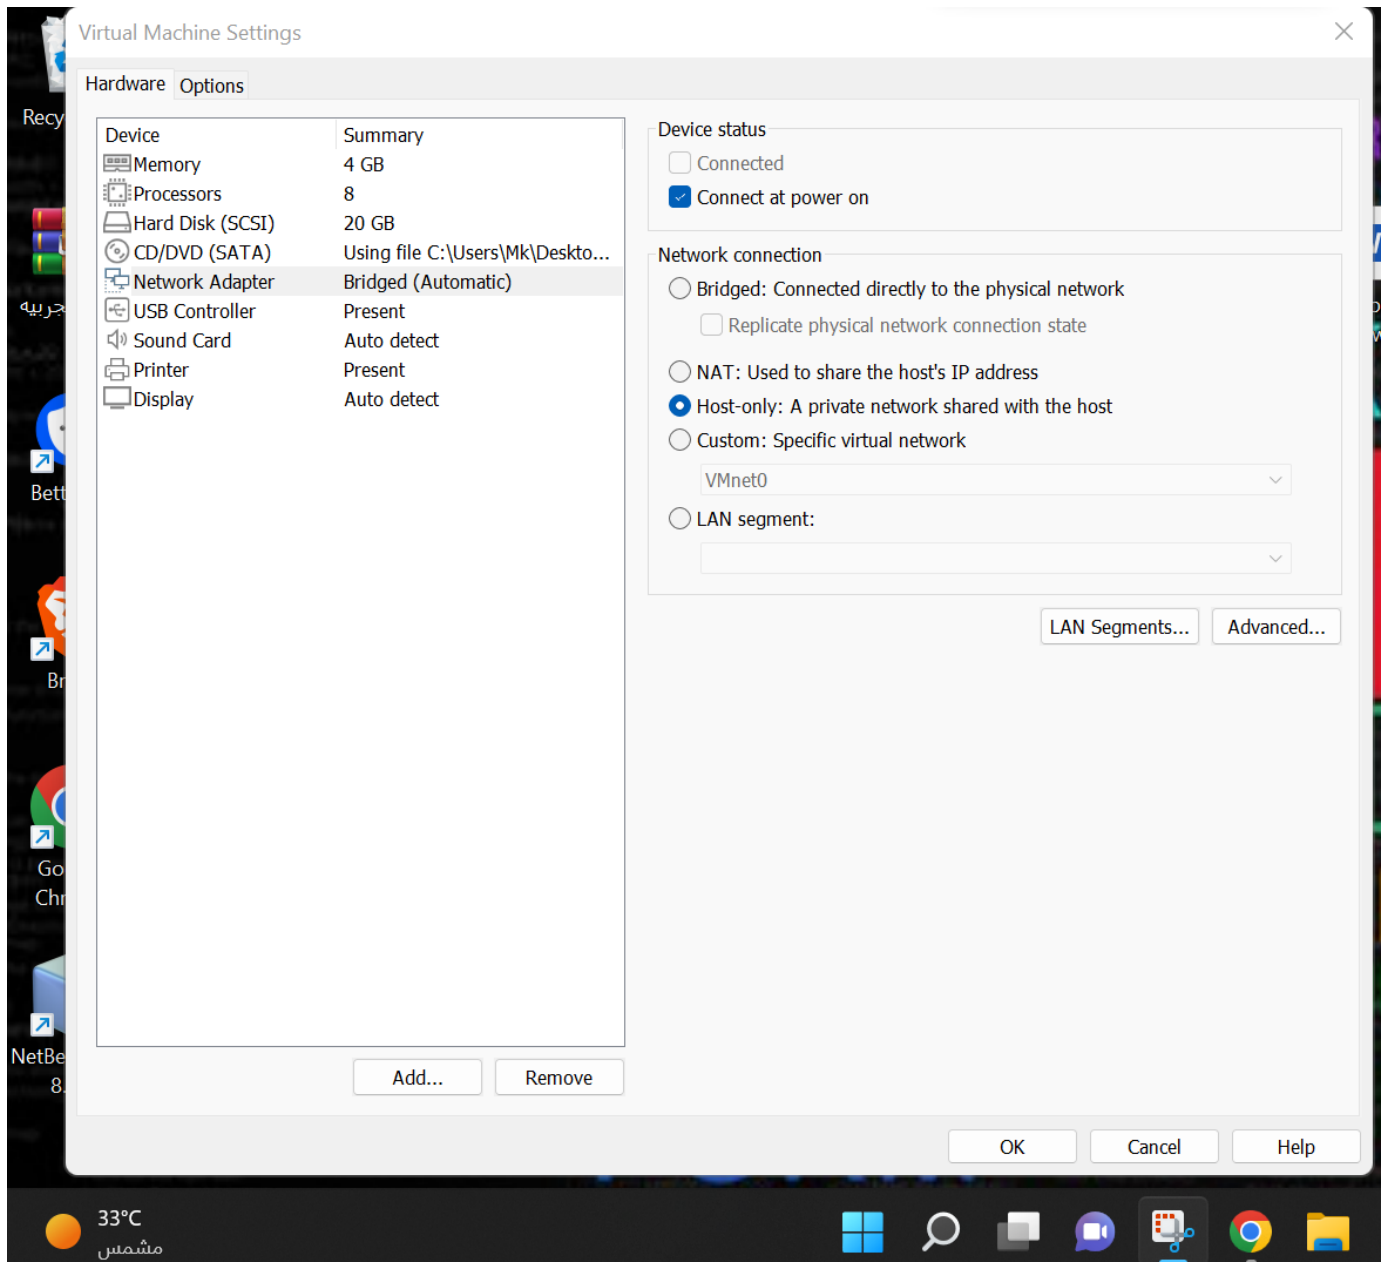 Virtual Machine Settings
Hardware Options
Device Summary
Memory 4 GB
Processors 8
Hard Disk (SCSI) 20 GB
CD/DVD (SATA) Using file C:\Users\Mk\Deskto...
Network Adapter Bridged (Automatic)
USB Controller Present
Sound Card Auto detect
Printer Present
Display Auto detect
Add... Remove
Device status
Connected
Connect at power on
Network connection
Bridged: Connected directly to the physical network
Replicate physical network connection state
NAT: Used to share the host's IP address
Host-only: A private network shared with the host
Custom: Specific virtual network
VMnet0
LAN segment:
LAN Segments... Advanced...
OK Cancel Help
Recy
جريبه
Bett
Br
Go
Chr
NetBe
8.
33°C
مشمس